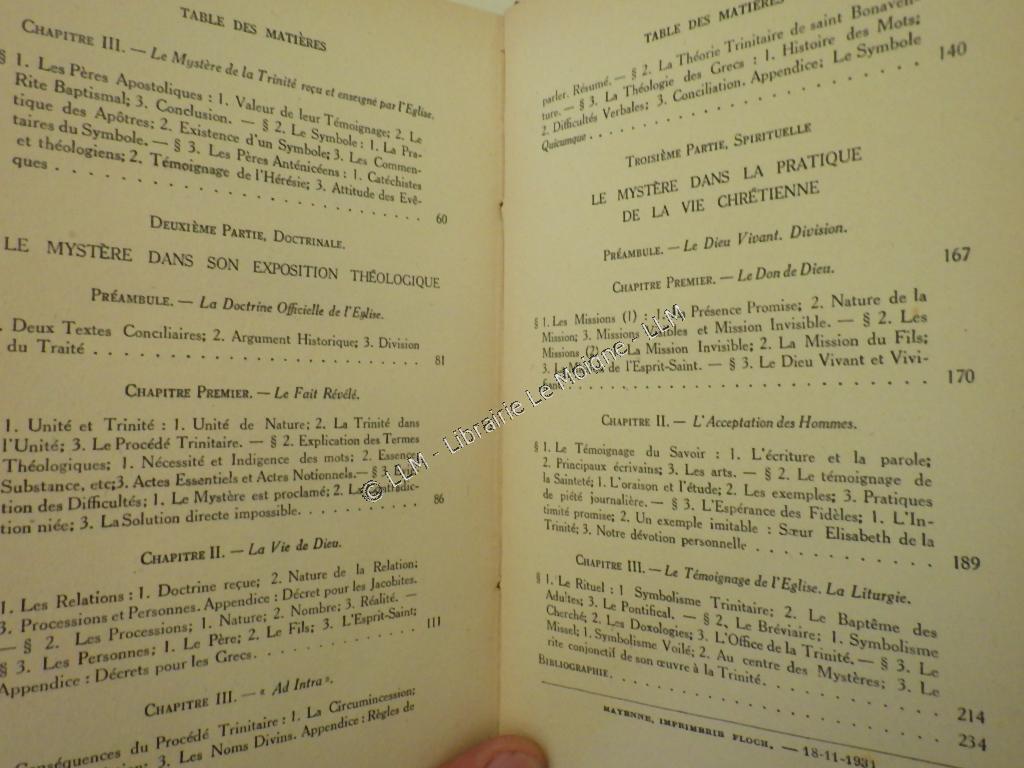 TABLE DES MATIÈRES
CHAPITRE III. — Le Mystère de la Trinité reçu et enseigné par l'Eglise.
§ 1. Les Pères Apostoliques : 1. Valeur de leur Témoignage; 2. Le
Rite Baptismal; 3. Conclusion. — § 2. Le Symbole : 1. La Pra-
tique des Apôtres; 2. Existence d'un Symbole; 3. Les Commen-
taires du Symbole. — § 3. Les Pères Anténicéens : 1. Catéchistes
et théologiens; 2. Témoignage de l'Hérésie; 3. Attitude des Evê-
ques . . . . . . . . . . . . . . . . . . 60
DEUXIÈME PARTIE, DOCTRINALE.
LE MYSTÈRE DANS SON EXPOSITION THÉOLOGIQUE
PRÉAMBULE. — La Doctrine Officielle de l'Eglise.
. Deux Textes Conciliaires; 2. Argument Historique; 3. Division
du Traité . . . . . . . . . . . . . . . . . . 81
CHAPITRE PREMIER. — Le Fait Révélé.
1. Unité et Trinité : 1. Unité de Nature; 2. La Trinité dans
l'Unité; 3. Le Procédé Trinitaire. — § 2. Explication des Termes
Théologiques; 1. Nécessité et Indigence des mots; 2. Essence,
Substance, etc; 3. Actes Essentiels et Actes Notionnels. — § 3.
tion des Difficultés; 1. Le Mystère est proclamé; 2. La
tion niée; 3. La Solution directe impossible. . . . . . . . . . 86
CHAPITRE II. — La Vie de Dieu.
1. Les Relations : 1. Doctrine reçue; 2. Nature de la Relation;
3. Processions et Personnes. Appendice : Décret pour les Jacobites.
— § 2. Les Processions; 1. Nature; 2. Nombre; 3. Réalité. —
§ 3. Les Personnes; 1. Le Père; 2. Le Fils; 3. L'Esprit-Saint;
Appendice : Décrets pour les Grecs. . . . . . . . . . . 111
CHAPITRE III. — « Ad Intra ».
Conséquences du Procédé Trinitaire : 1. La Circumincession;
3. Les Noms Divins. Appendice : Règles de
TABLE DES MATIÈRES
parler. Résumé. — § 2. La Théorie Trinitaire de saint Bonaven-
ture. — § 3. La Théologie des Grecs : 1. Histoire des Mots;
2. Difficultés Verbales; 3. Conciliation. Appendice; Le Symbole
Quicumque . . . . . . . . . . . . . . . . . . 140
TROISIÈME PARTIE, SPIRITUELLE
LE MYSTÈRE DANS LA PRATIQUE
DE LA VIE CHRÉTIENNE
PRÉAMBULE. — Le Dieu Vivant. Division.
167
CHAPITRE PREMIER. — Le Don de Dieu.
§ 1. Les Missions (1) : Présence Promise; 2. Nature de la
Mission; 3. Missions et Mission Invisible. — § 2. Les
Missions (2) La Mission Invisible; 2. La Mission du Fils;
3. de l'Esprit-Saint. — § 3. Le Dieu Vivant et Vivi-
fiant . . . . . . . . . . . . . . . . . . 170
CHAPITRE II. — L'Acceptation des Hommes.
§ 1. Le Témoignage du Savoir : 1. L'écriture et la parole;
2. Principaux écrivains; 3. Les arts. — § 2. Le témoignage de
la Sainteté; 1. L'oraison et l'étude; 2. Les exemples; 3. Pratiques
de piété journalière. — § 3. L'Espérance des Fidèles; 1. L'In-
timité promise; 2. Un exemple imitable : Sœur Elisabeth de la
Trinité; 3. Notre dévotion personnelle . . . . . . . . . . 189
CHAPITRE III. — Le Témoignage de l'Eglise. La Liturgie.
§ 1. Le Rituel : 1 Symbolisme Trinitaire; 2. Le Baptême des
Adultes; 3. Le Pontifical. — § 2, Le Bréviaire; 1. Symbolisme
Cherché; 2. Les Doxologies; 3. L'Office de la Trinité. — § 3. Le
Missel; 1. Symbolisme Voilé; 2. Au centre des Mystères; 3. Le
rite conjonctif de son œuvre à la Trinité. . . . . . . . . . 214
BIBLIOGRAPHIE. . . . . . . . . . . . . . . . . . 234
MAYENNE, IMPRIMERIE FLOCH. — 18-11-1931
© LLM - Librairie Le Moigne, LLM